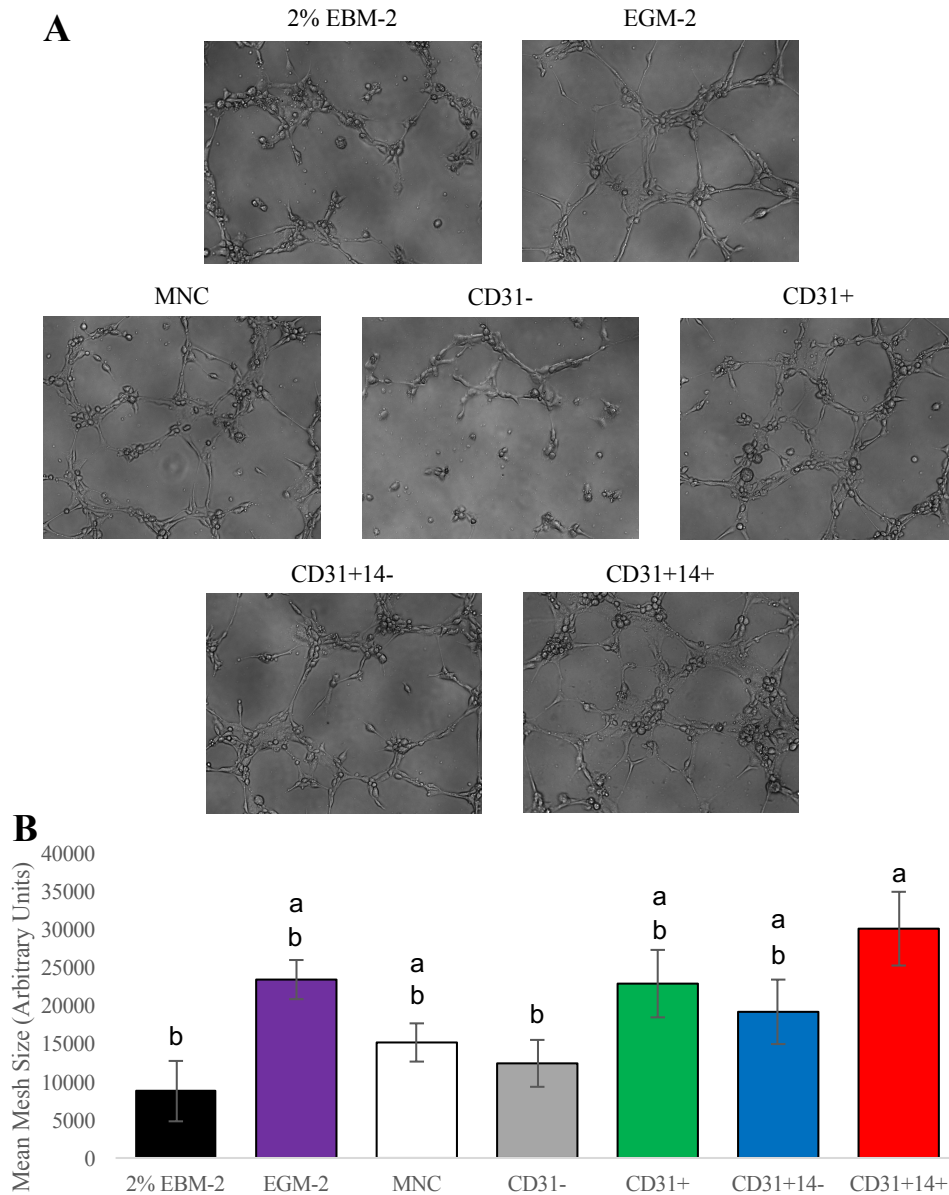 A
2% EBM-2 EGM-2
MNC CD31- CD31+
CD31+14- CD31+14+
B
Mean Mesh Size (Arbitrary Units)
40000
35000
30000
25000
20000
15000
10000
5000
0
b
a
b
a
b
b
a
b
a
b
a
2% EBM-2 EGM-2 MNC CD31- CD31+ CD31+14- CD31+14+